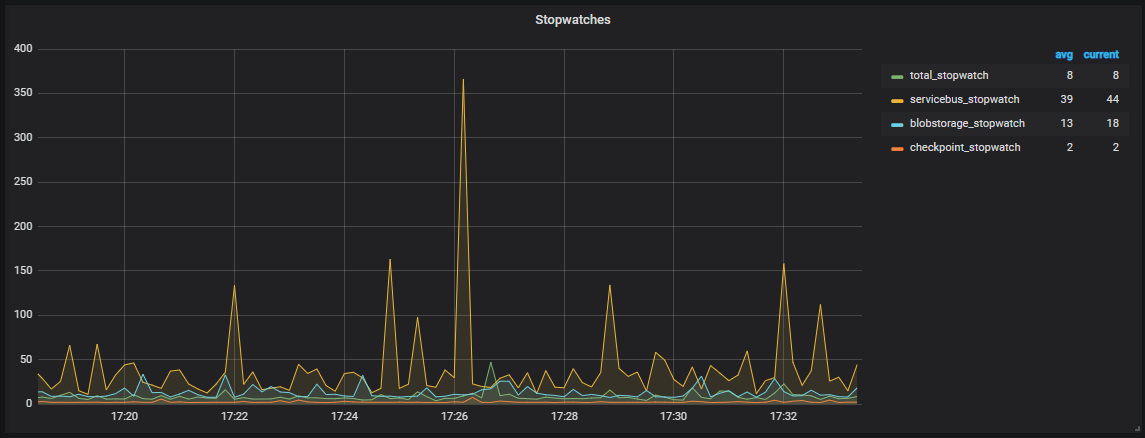 Stopwatches
400
350
300
250
200
150
100
50
0
17:20 17:22 17:24 17:26 17:28 17:30 17:32
avg current
total_stopwatch 8 8
servicebus_stopwatch 39 44
blobstorage_stopwatch 13 18
checkpoint_stopwatch 2 2